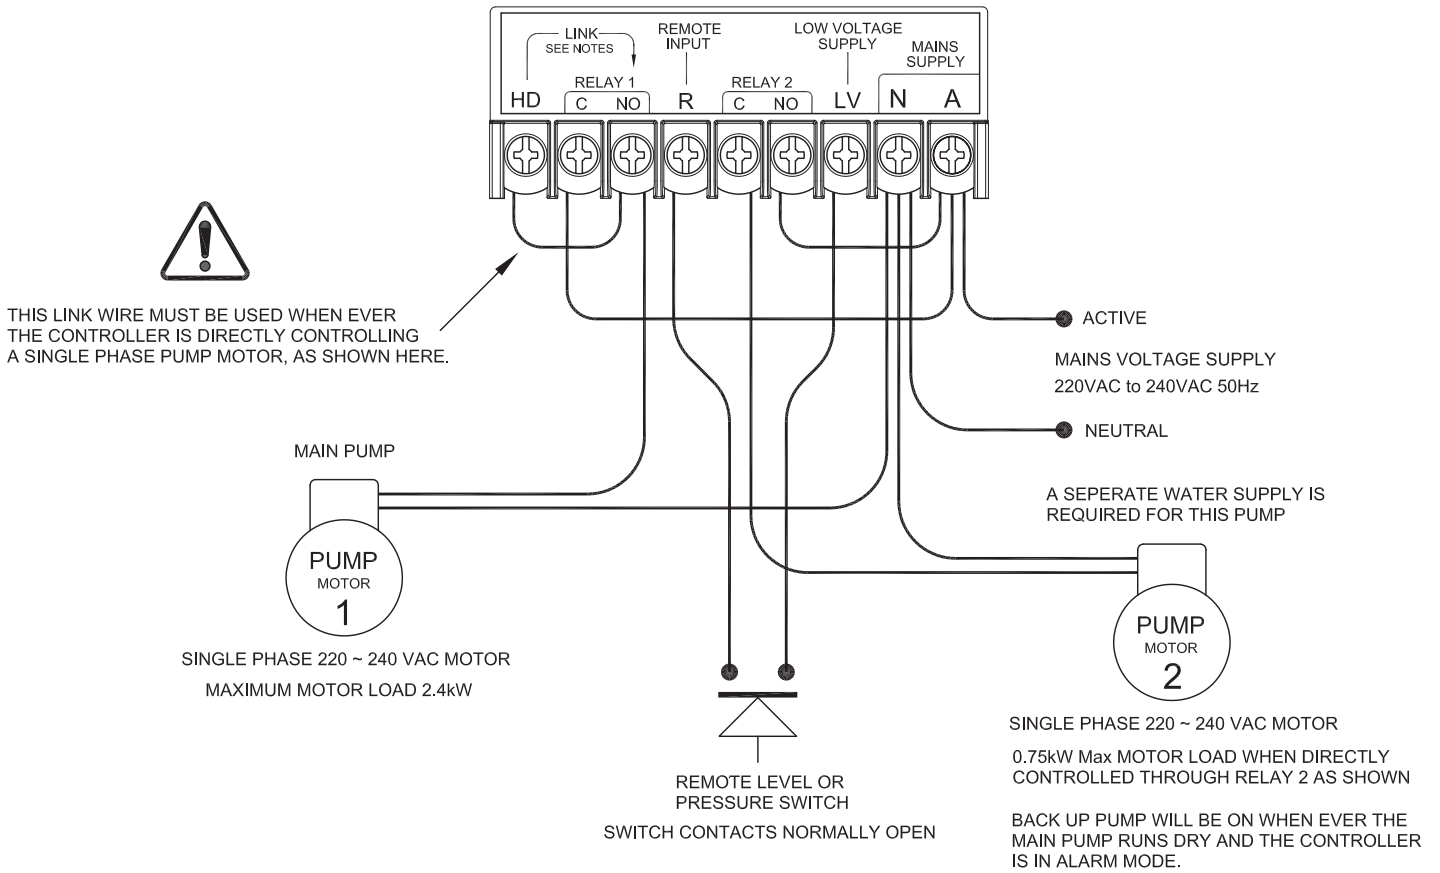 LINK
SEE NOTES
REMOTE
INPUT
LOW VOLTAGE
SUPPLY
MAINS
SUPPLY
RELAY 1
RELAY 2
HD C NO R C NO LV N A
THIS LINK WIRE MUST BE USED WHEN EVER
THE CONTROLLER IS DIRECTLY CONTROLLING
A SINGLE PHASE PUMP MOTOR, AS SHOWN HERE.
ACTIVE
MAINS VOLTAGE SUPPLY
220VAC to 240VAC 50Hz
NEUTRAL
MAIN PUMP
PUMP
MOTOR
1
SINGLE PHASE 220 ~ 240 VAC MOTOR
MAXIMUM MOTOR LOAD 2.4kW
A SEPERATE WATER SUPPLY IS
REQUIRED FOR THIS PUMP
PUMP
MOTOR
2
SINGLE PHASE 220 ~ 240 VAC MOTOR
0.75kW Max MOTOR LOAD WHEN DIRECTLY
CONTROLLED THROUGH RELAY 2 AS SHOWN
BACK UP PUMP WILL BE ON WHEN EVER THE
MAIN PUMP RUNS DRY AND THE CONTROLLER
IS IN ALARM MODE.
REMOTE LEVEL OR
PRESSURE SWITCH
SWITCH CONTACTS NORMALLY OPEN